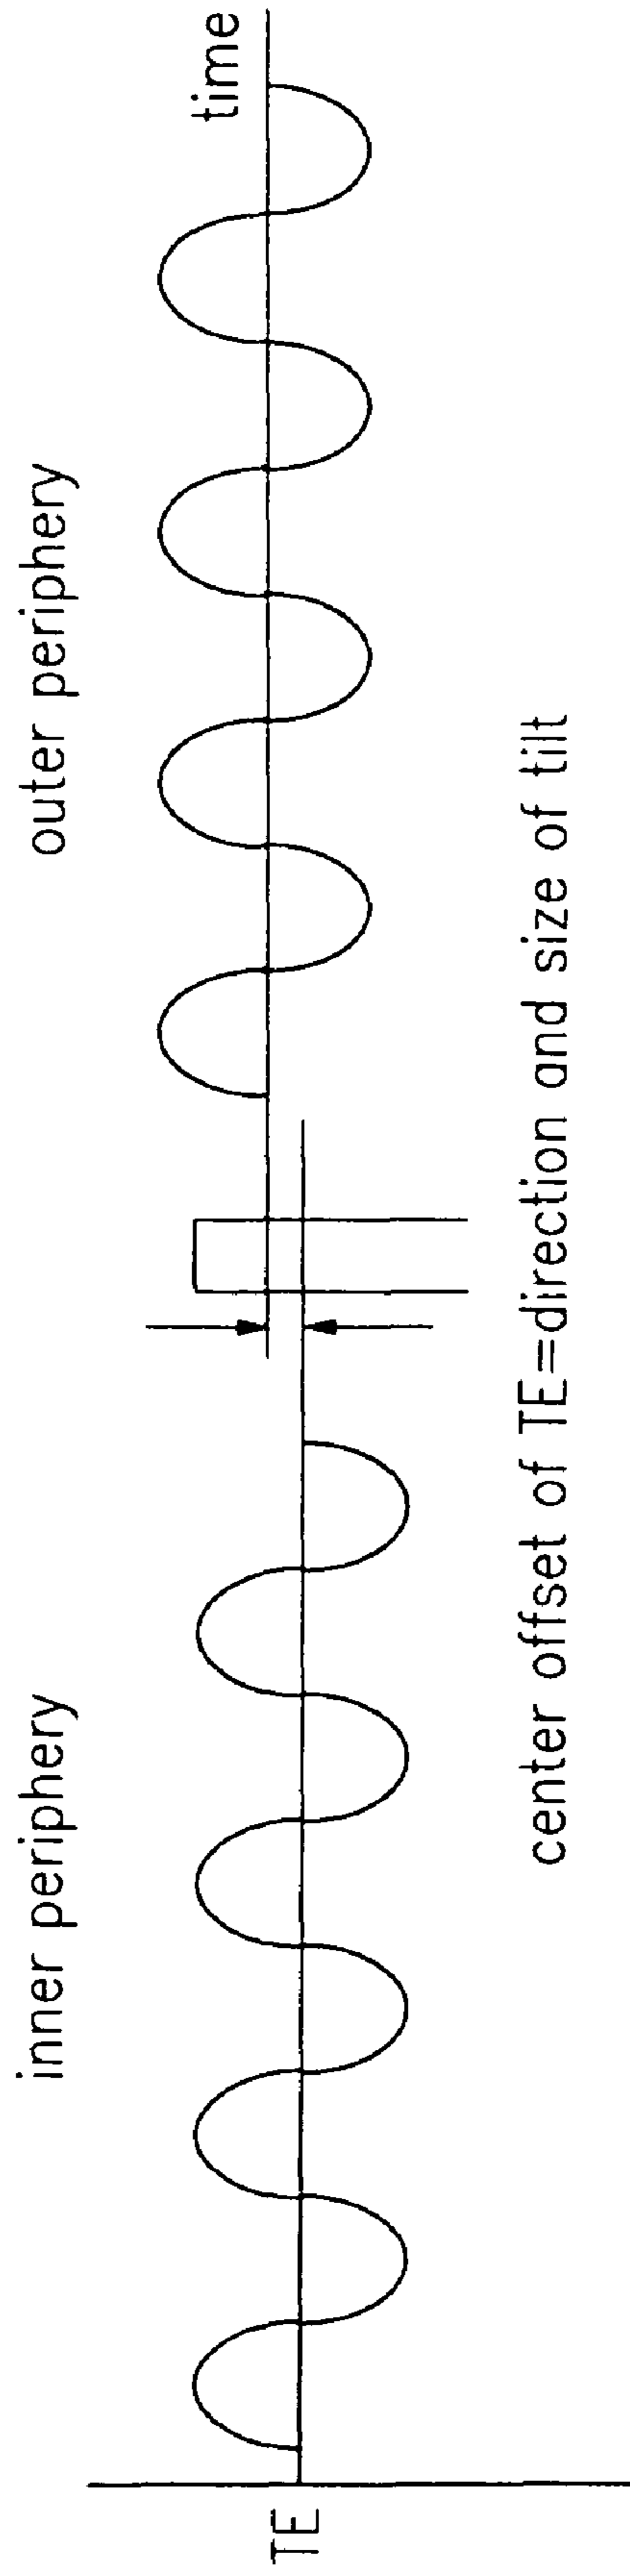 inner periphery
outer periphery
TE
time
center offset of TE=direction and size of tilt